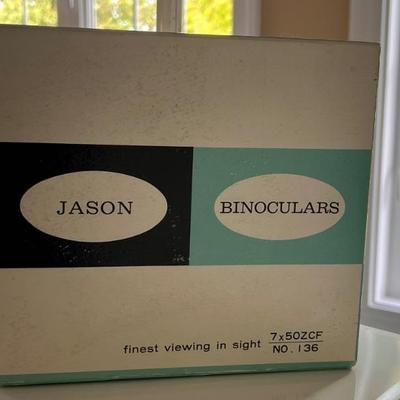 JASON
BINOCULARS
finest viewing in sight
7x50ZCF
NO. 136